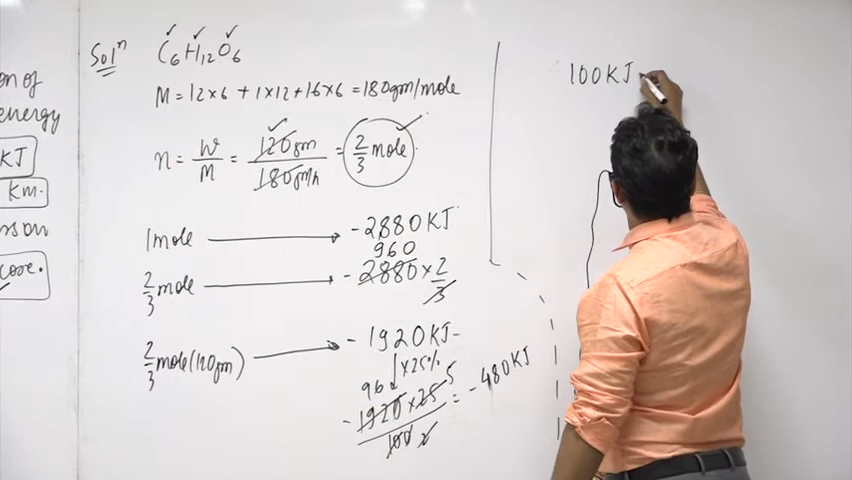 on of
energy
KJ
Km.
rson
Solⁿ C₆H₁₂O₆
M = 12×6 + 1×12 + 16×6 = 180gm/mole
n = W/M = 120gm/180gm/m = 2/3 mole
1mole → -2880KJ
960
2/3 mole → -2880×2/3
2/3 mole(120gm) → -1920KJ-
×25%
96 5
-1920×25/100 2 = -480KJ
100KJ